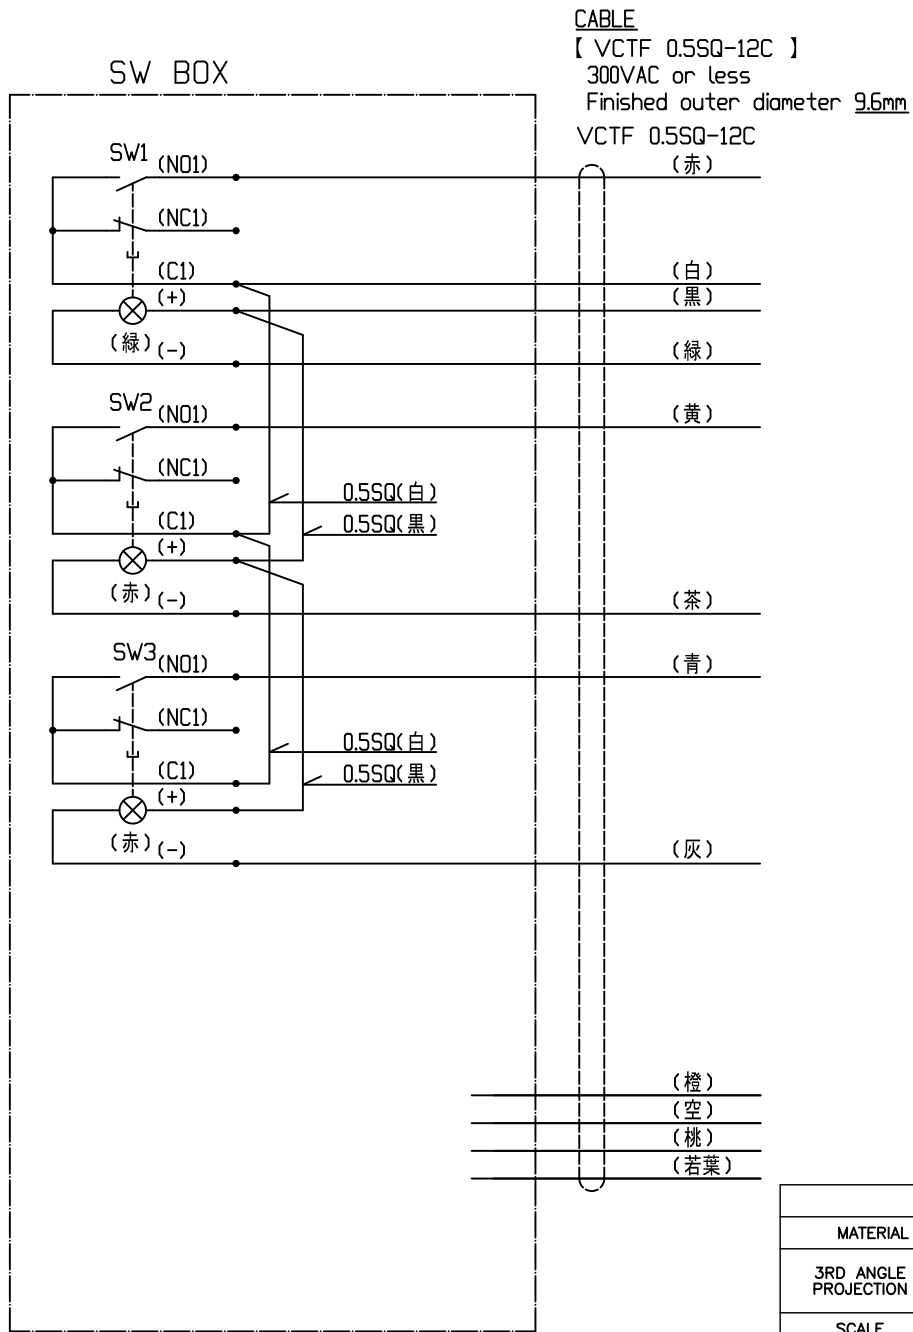 CABLE
【 VCTF 0.5SQ-12C 】
300VAC or less
Finished outer diameter 9.6mm
VCTF 0.5SQ-12C
SW BOX
SW1
(NO1)
(赤)
(NC1)
(C1)
(白)
(+)
(黒)
(緑)
(-)
(緑)
SW2
(NO1)
(黄)
(NC1)
0.5SQ(白)
(C1)
0.5SQ(黒)
(+)
(赤)
(-)
(茶)
SW3
(NO1)
(青)
(NC1)
0.5SQ(白)
(C1)
0.5SQ(黒)
(+)
(赤)
(-)
(灰)
(橙)
(空)
(桃)
(若葉)
MATERIAL
3RD ANGLE
PROJECTION
SCALE